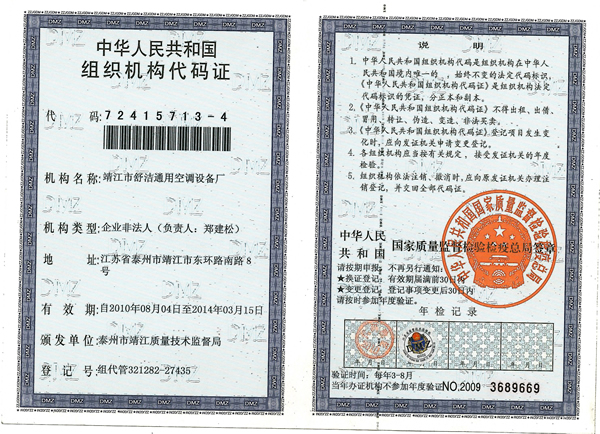 中华人民共和国
组织机构代码证
代 码: 72415713-4
机构名称: 靖江市舒洁通用空调设备厂
机构类型: 企业非法人（负责人：郑建松）
地 址: 江苏省泰州市靖江市东环路南路8
号
有 效 期: 自2010年08月04日至2014年03月15日
颁发单位: 泰州市靖江质量技术监督局
登 记 号: 组代管321282-27435
说 明
1. 中华人民共和国组织机构代码是组织机构在中华人
民共和国境内唯一的、始终不变的法定代码标识，
《中华人民共和国组织机构代码证》是组织机构法定
代码标识的凭证，分正本和副本。
2.《中华人民共和国组织机构代码证》不得出租、出借、
冒用、转让、伪造、变造、非法买卖。
3.《中华人民共和国组织机构代码证》登记项目发生变
化时，应向发证机关申请变更登记。
4. 各组织机构应当按有关规定，接受发证机关的年度
检验。
5. 组织机构依法注销、撤消时，应向原发证机关办理注
销登记，并交回全部代码证。
中华人民
共和国
国家质量监督检验检疫总局签章
中华人民共和国国家质量监督检验检疫总局
请按期申报，不再另行通知：
★换证登记：有效期届满前30日内
★变更登记：登记事项变更后30日内
请按时参加年度验证。
年检记录
验证时间：每年3-8月
当年办证机构不参加年度验证
NO.2009 3689669